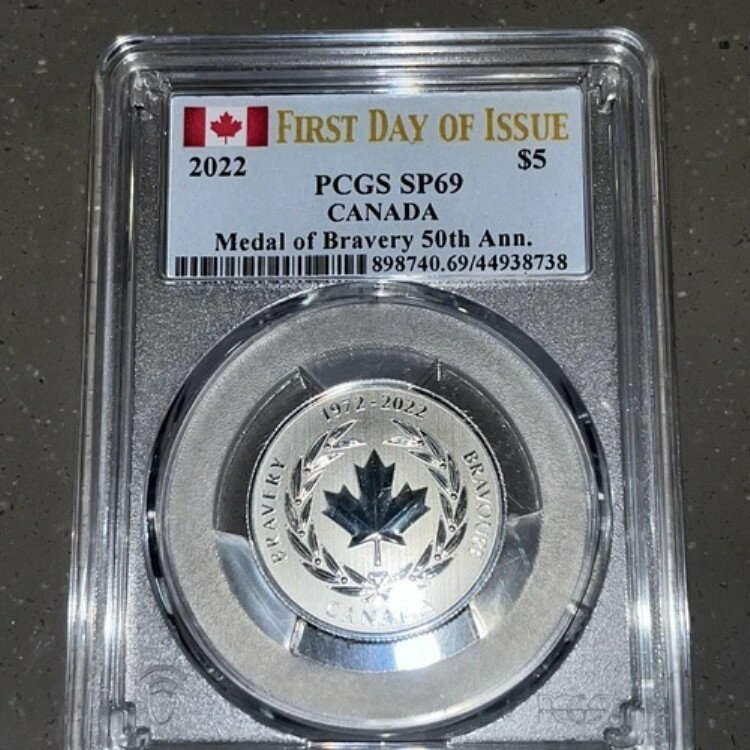 FIRST DAY OF ISSUE
2022 $5
PCGS SP69
CANADA
Medal of Bravery 50th Ann.
898740.69/44938738
1972-2022
BRAVERY
BRAVOURE
CANADA
PCGS